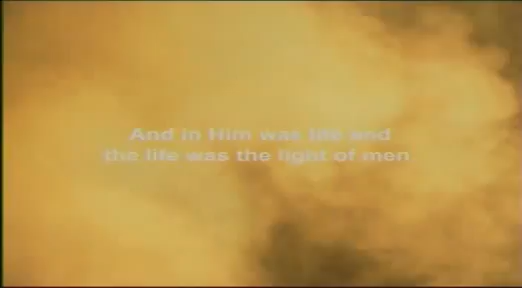 And in Him was life and
the life was the light of men